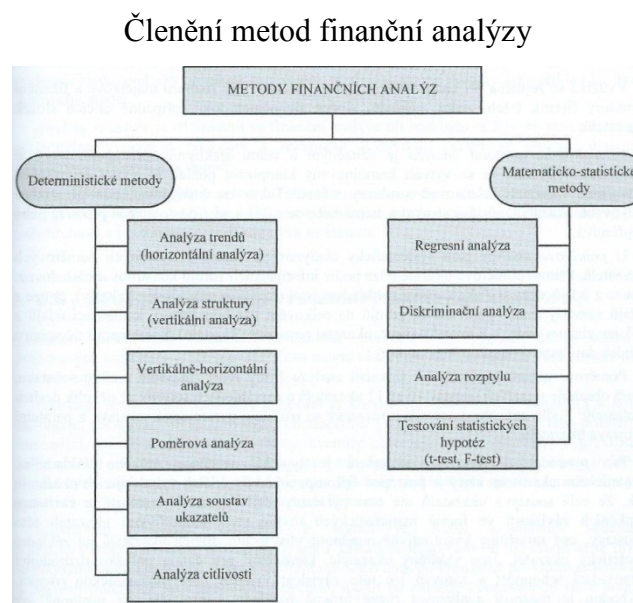 Členění metod finanční analýzy
METODY FINANČNÍCH ANALÝZ
Deterministické metody
Matematicko-statistické
metody
Analýza trendů
(horizontální analýza)
Analýza struktury
(vertikální analýza)
Vertikálně-horizontální
analýza
Poměrová analýza
Analýza soustav
ukazatelů
Analýza citlivosti
Regresní analýza
Diskriminační analýza
Analýza rozptylu
Testování statistických
hypotéz
(t-test, F-test)